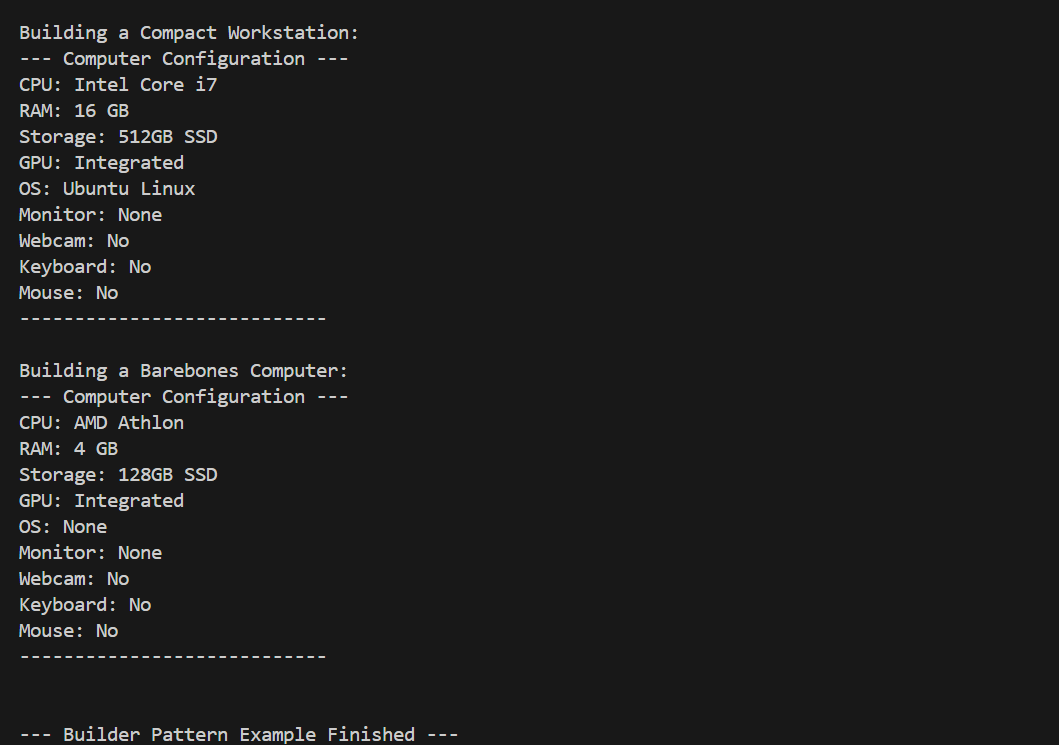 Building a Compact Workstation:
--- Computer Configuration ---
CPU: Intel Core i7
RAM: 16 GB
Storage: 512GB SSD
GPU: Integrated
OS: Ubuntu Linux
Monitor: None
Webcam: No
Keyboard: No
Mouse: No
----------------------------
Building a Barebones Computer:
--- Computer Configuration ---
CPU: AMD Athlon
RAM: 4 GB
Storage: 128GB SSD
GPU: Integrated
OS: None
Monitor: None
Webcam: No
Keyboard: No
Mouse: No
----------------------------
--- Builder Pattern Example Finished ---